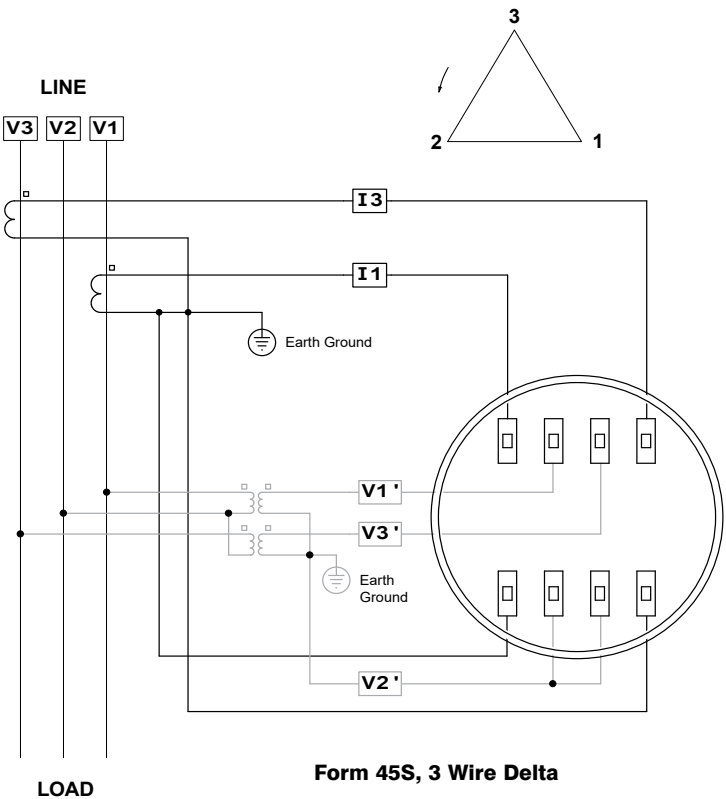 3
LINE
V3 V2 V1
2 1
I3
I1
Earth Ground
V1 '
V3 '
Earth
Ground
V2 '
Form 45S, 3 Wire Delta
LOAD